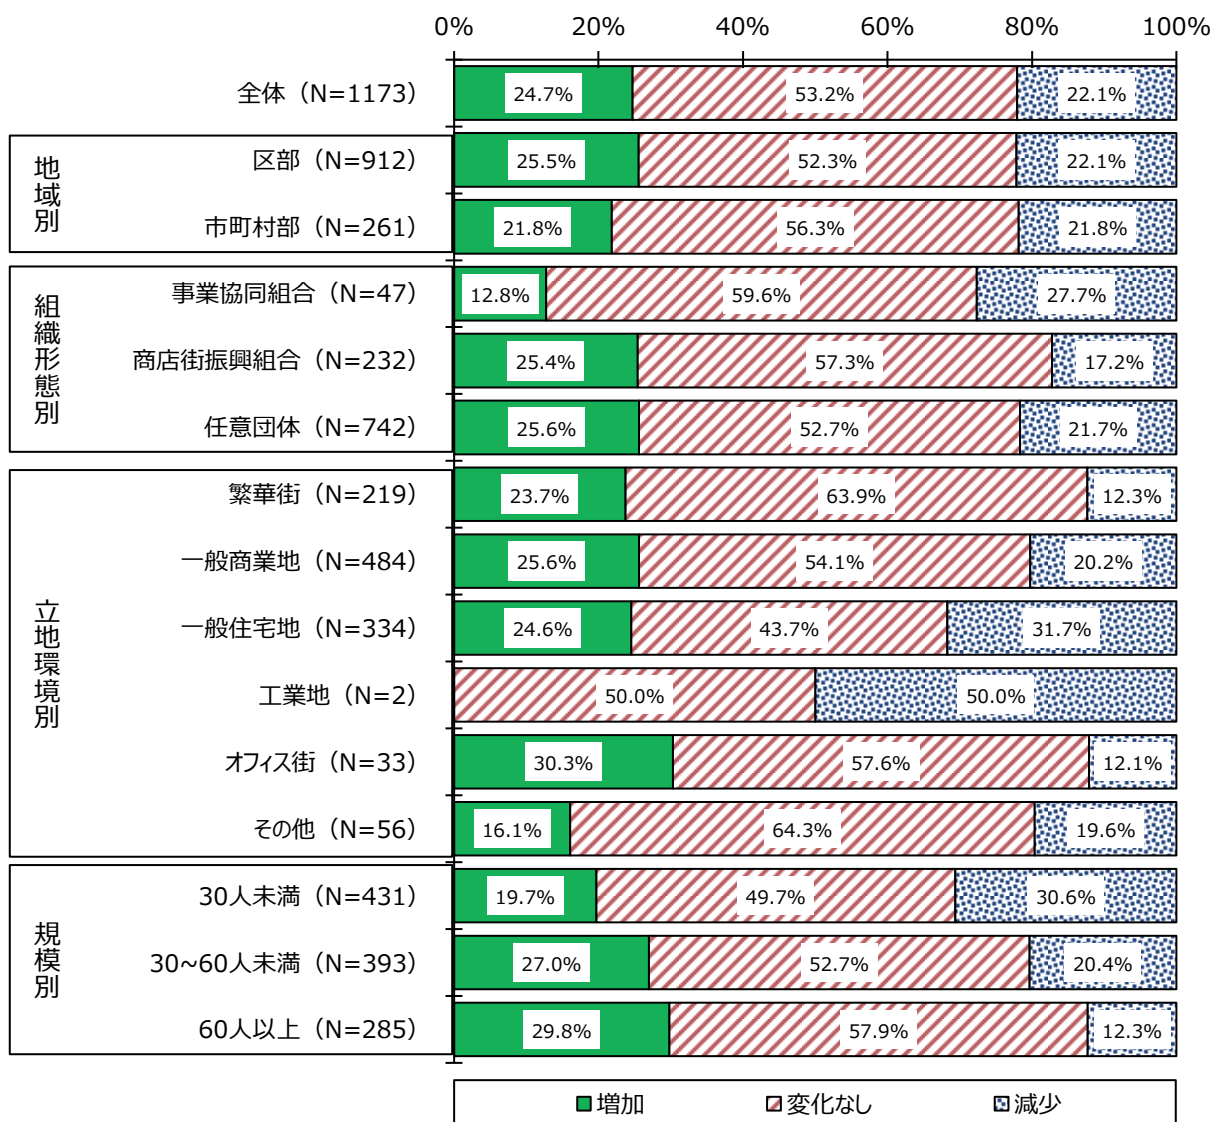 0% 20% 40% 60% 80% 100%
全体（N=1173） 24.7% 53.2% 22.1%
地域別
区部（N=912） 25.5% 52.3% 22.1%
市町村部（N=261） 21.8% 56.3% 21.8%
組織形態別
事業協同組合（N=47） 12.8% 59.6% 27.7%
商店街振興組合（N=232） 25.4% 57.3% 17.2%
任意団体（N=742） 25.6% 52.7% 21.7%
立地環境別
繁華街（N=219） 23.7% 63.9% 12.3%
一般商業地（N=484） 25.6% 54.1% 20.2%
一般住宅地（N=334） 24.6% 43.7% 31.7%
工業地（N=2） 50.0% 50.0%
オフィス街（N=33） 30.3% 57.6% 12.1%
その他（N=56） 16.1% 64.3% 19.6%
規模別
30人未満（N=431） 19.7% 49.7% 30.6%
30~60人未満（N=393） 27.0% 52.7% 20.4%
60人以上（N=285） 29.8% 57.9% 12.3%
増加 変化なし 減少